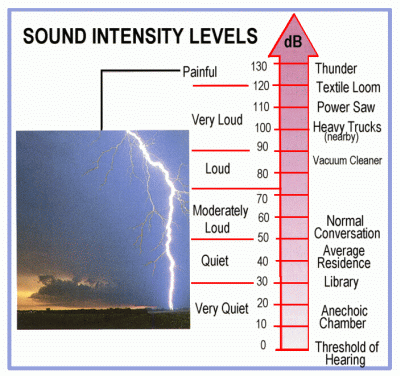 SOUND INTENSITY LEVELS
dB
Painful
130
Thunder
120
Textile Loom
Very Loud
110
Power Saw
100
Heavy Trucks
(nearby)
90
Loud
Vacuum Cleaner
80
70
Moderately
Loud
60
Normal
Conversation
50
Quiet
40
Average
Residence
30
Library
Very Quiet
20
Anechoic
Chamber
10
0
Threshold of
Hearing